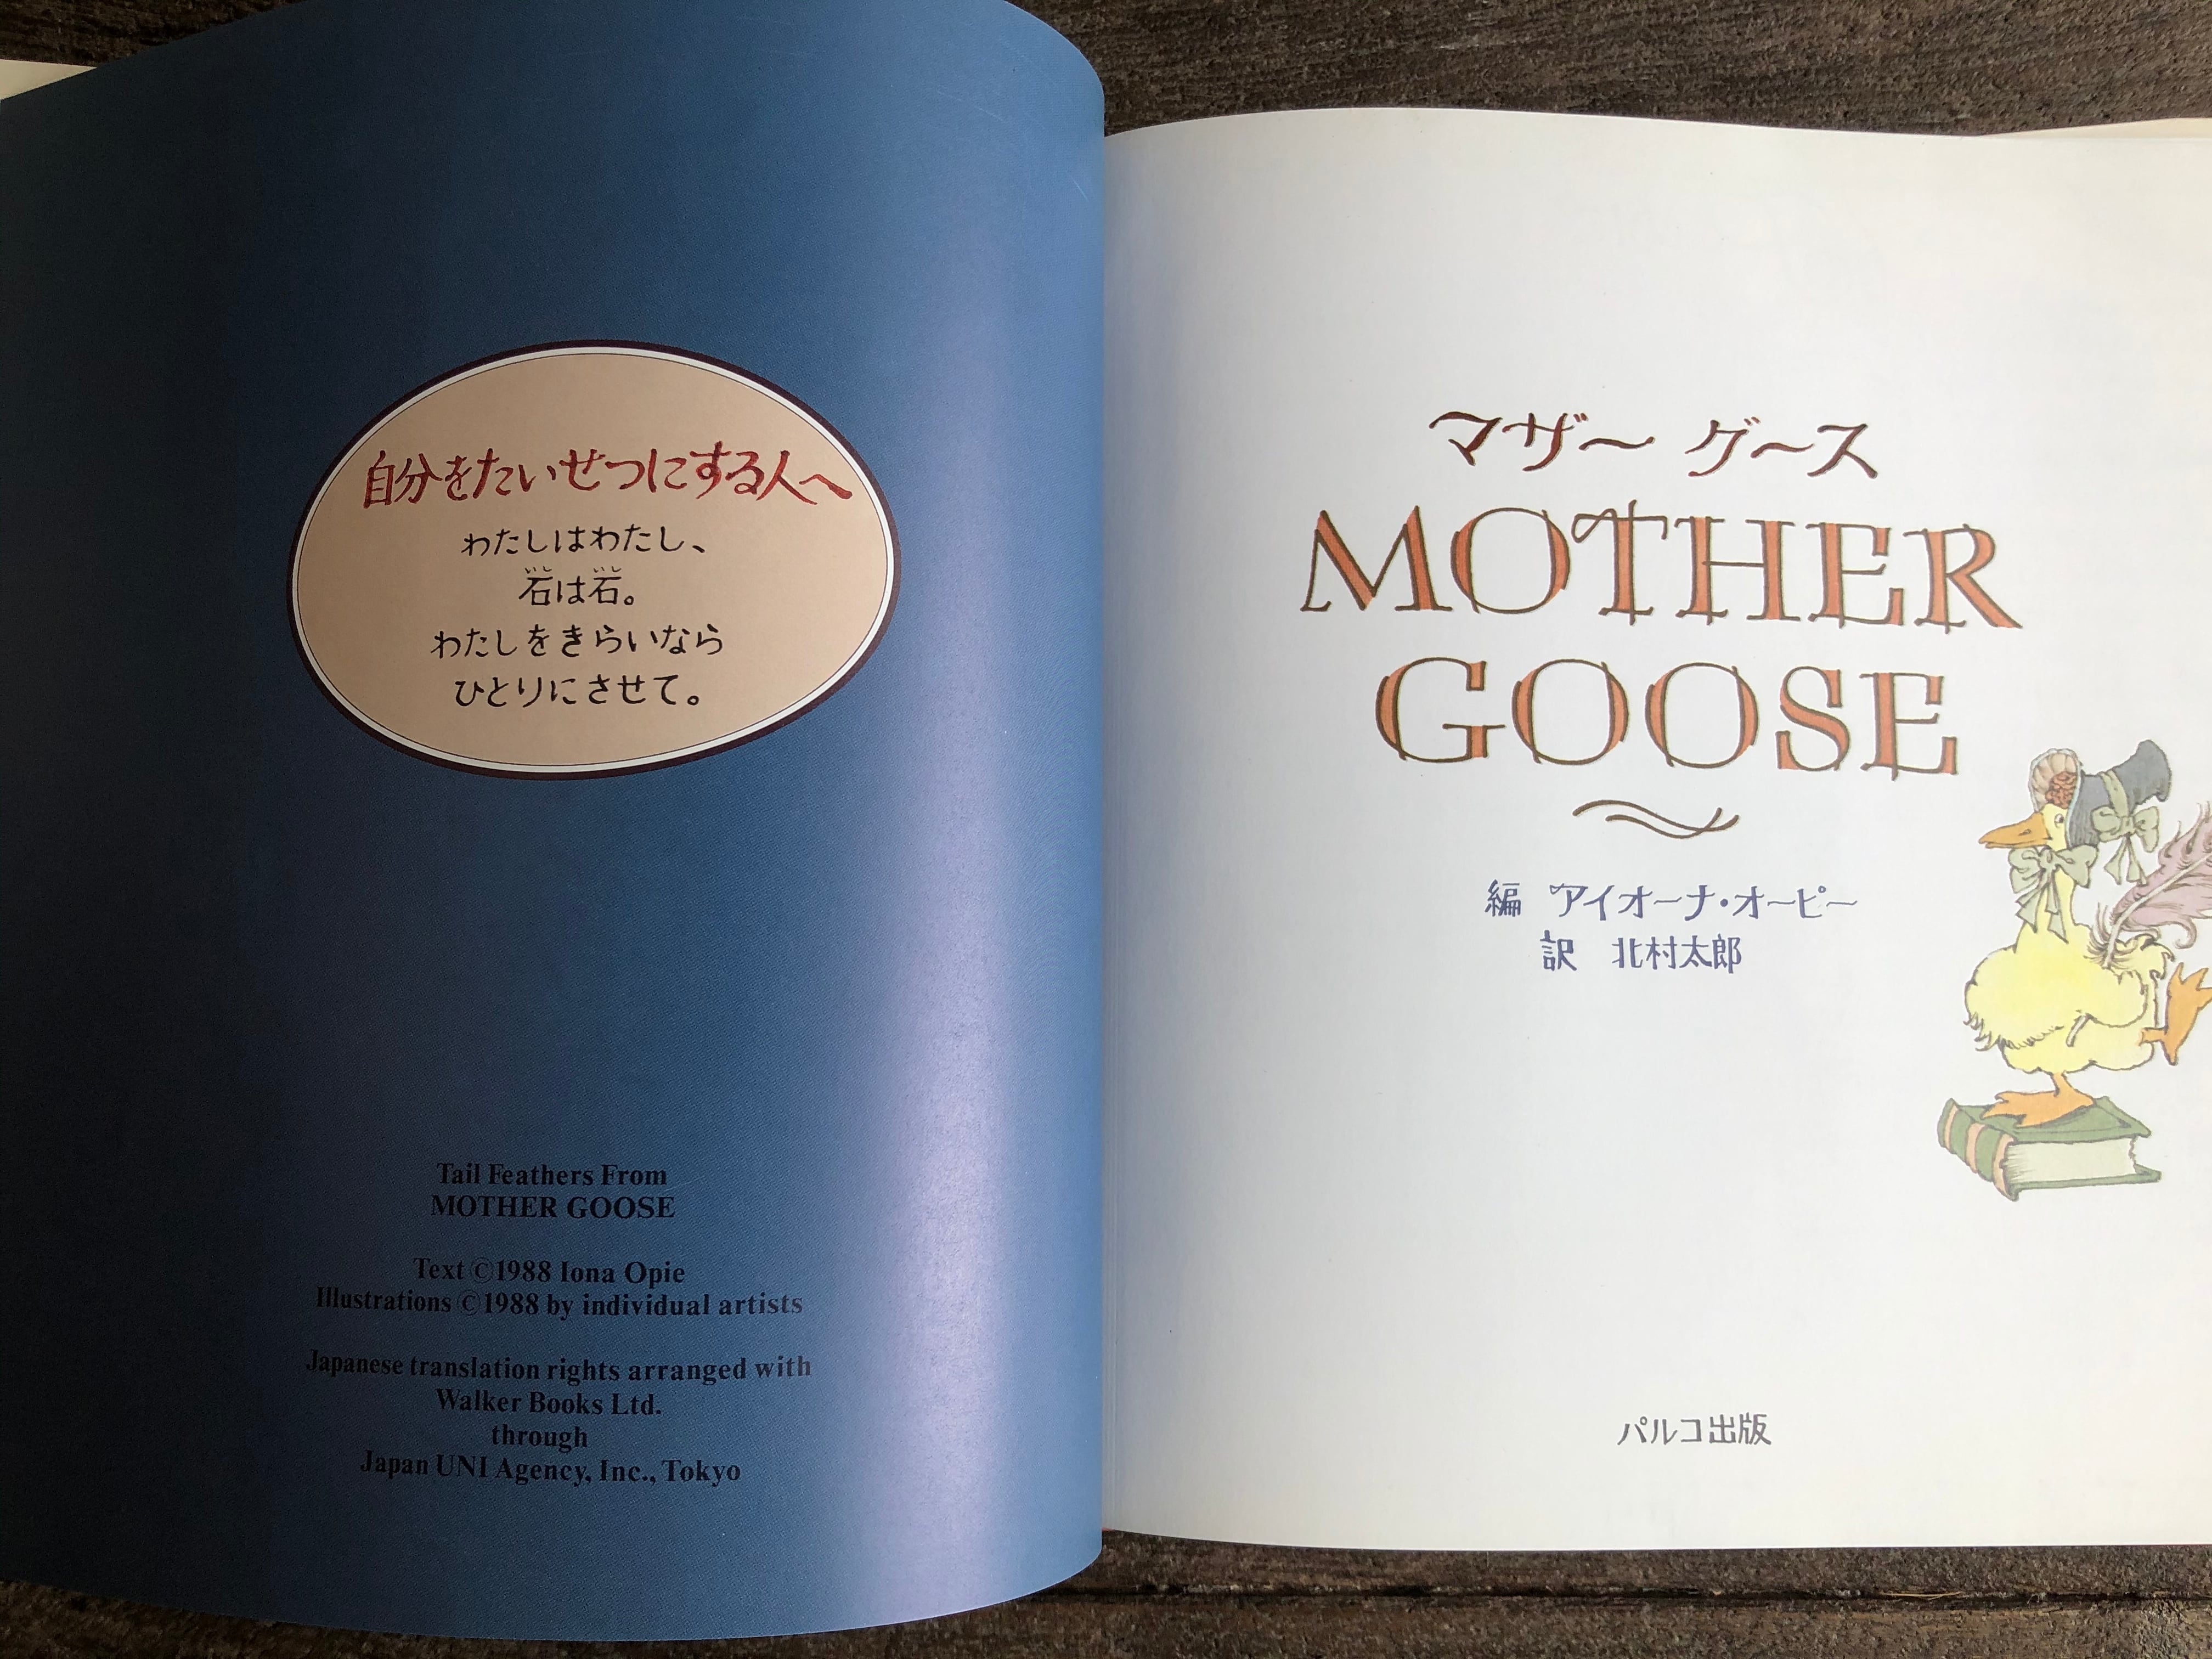 自分をたいせつにする人へ
わたしはわたし、
石は石。
わたしをきらいなら
ひとりにさせて。
Tail Feathers From
MOTHER GOOSE
Text ©1988 Iona Opie
Illustrations ©1988 by individual artists
Japanese translation rights arranged with
Walker Books Ltd.
through
Japan UNI Agency, Inc., Tokyo
マザー グース
MOTHER
GOOSE
編 アイオーナ・オーピー
訳 北村太郎
パルコ出版